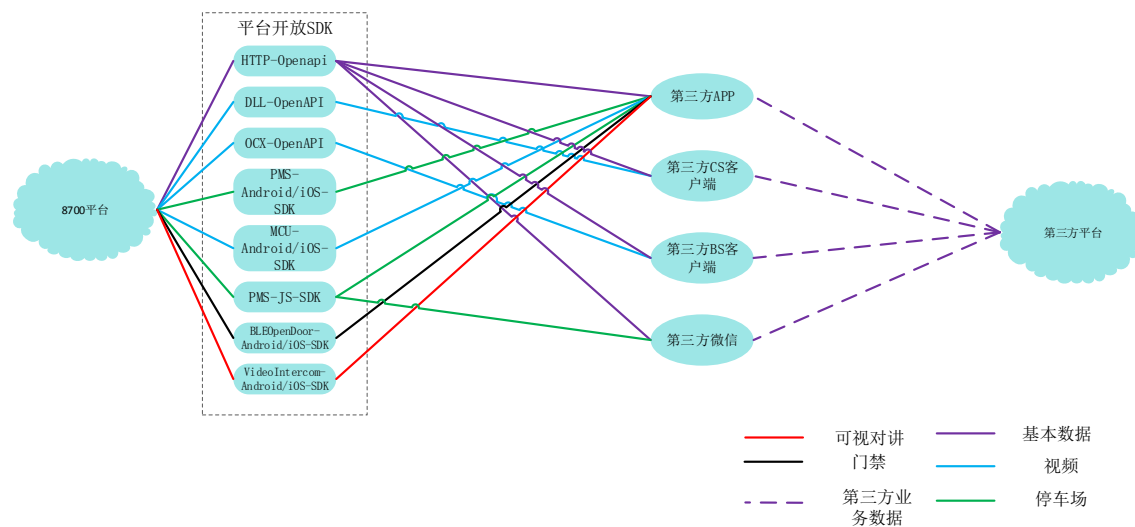 平台开放SDK
HTTP-Openapi
DLL-OpenAPI
OCX-OpenAPI
PMS-
Android/iOS-
SDK
MCU-
Android/iOS-
SDK
PMS-JS-SDK
BLEOpenDoor-
Android/iOS-SDK
VideoIntercom-
Android/iOS-SDK
8700平台
第三方APP
第三方CS客
户端
第三方BS客
户端
第三方微信
第三方平台
可视对讲
基本数据
门禁
视频
第三方业
务数据
停车场